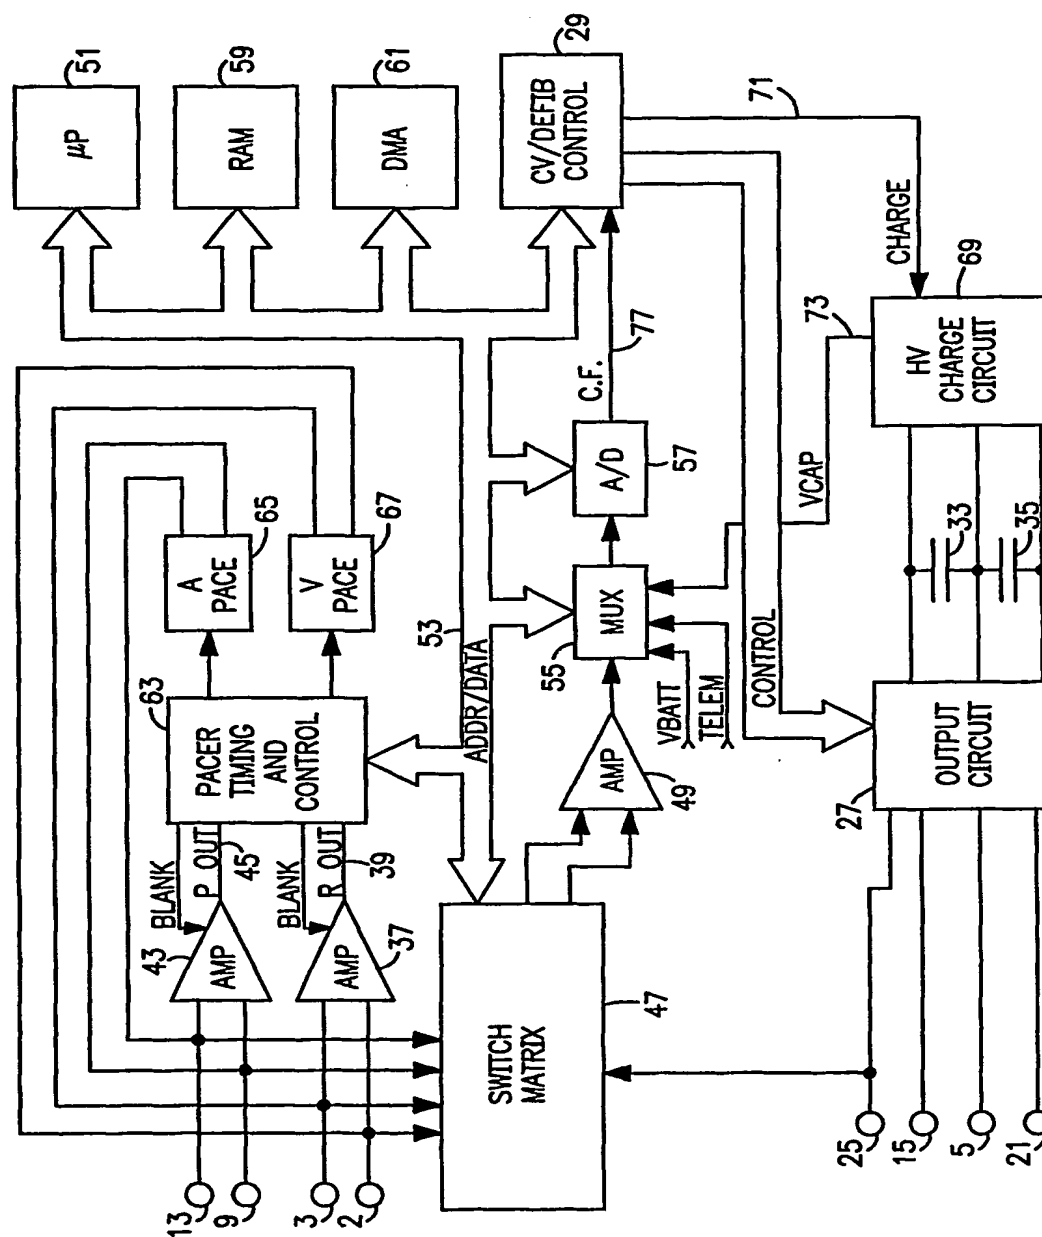 51
µP
59
RAM
61
DMA
29
CV/DEFIB
CONTROL
71
CHARGE
69
HV
CHARGE
CIRCUIT
73
VCAP
77
C.F.
A/D
57
65
A
PACE
67
V
PACE
53
ADDR/DATA
MUX
55
33
35
63
PACER
TIMING
AND
CONTROL
VBATT
TELEM
CONTROL
AMP
49
OUTPUT
CIRCUIT
27
BLANK
P OUT
45
BLANK
R OUT
39
43
AMP
AMP
37
SWITCH
MATRIX
47
13
9
3
2
25
15
5
21